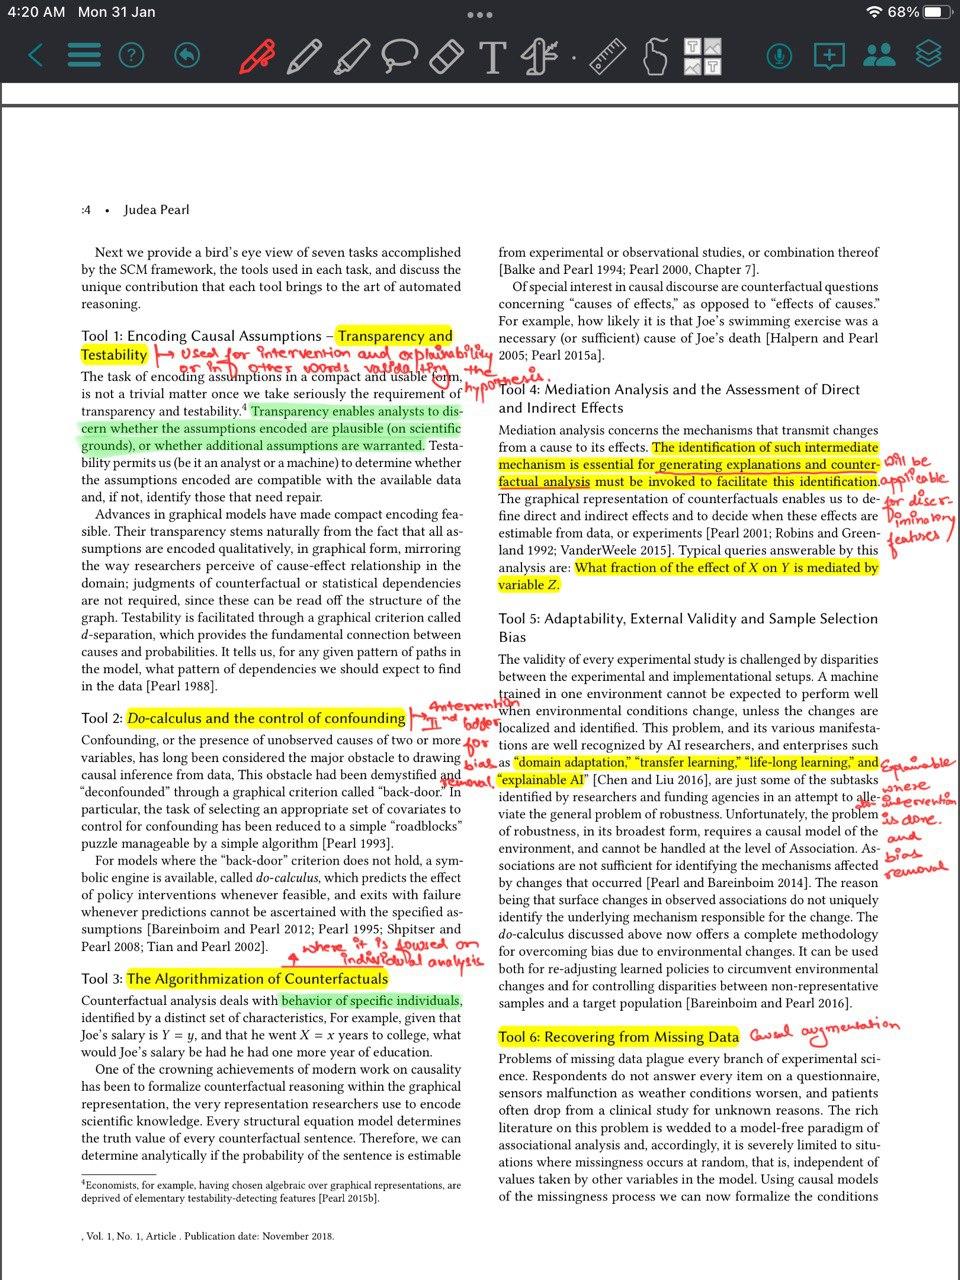 4:20 AM Mon 31 Jan
68%
:4 • Judea Pearl
Next we provide a bird's eye view of seven tasks accomplished
by the SCM framework, the tools used in each task, and discuss the
unique contribution that each tool brings to the art of automated
reasoning.
Tool 1: Encoding Causal Assumptions – Transparency and
Testability
used for intervention and explainability
or in other words validating the
hypothesis.
The task of encoding assumptions in a compact and usable form,
is not a trivial matter once we take seriously the requirement of
transparency and testability.4 Transparency enables analysts to dis-
cern whether the assumptions encoded are plausible (on scientific
grounds), or whether additional assumptions are warranted. Testa-
bility permits us (be it an analyst or a machine) to determine whether
the assumptions encoded are compatible with the available data
and, if not, identify those that need repair.
Advances in graphical models have made compact encoding fea-
sible. Their transparency stems naturally from the fact that all as-
sumptions are encoded qualitatively, in graphical form, mirroring
the way researchers perceive of cause-effect relationship in the
domain; judgments of counterfactual or statistical dependencies
are not required, since these can be read off the structure of the
graph. Testability is facilitated through a graphical criterion called
d-separation, which provides the fundamental connection between
causes and probabilities. It tells us, for any given pattern of paths in
the model, what pattern of dependencies we should expect to find
in the data [Pearl 1988].
Tool 2: Do-calculus and the control of confounding
Intervention
IInd ladder
for
bias
removal
Confounding, or the presence of unobserved causes of two or more
variables, has long been considered the major obstacle to drawing
causal inference from data, This obstacle had been demystified and
"deconfounded" through a graphical criterion called "back-door." In
particular, the task of selecting an appropriate set of covariates to
control for confounding has been reduced to a simple "roadblocks"
puzzle manageable by a simple algorithm [Pearl 1993].
For models where the "back-door" criterion does not hold, a sym-
bolic engine is available, called do-calculus, which predicts the effect
of policy interventions whenever feasible, and exits with failure
whenever predictions cannot be ascertained with the specified as-
sumptions [Bareinboim and Pearl 2012; Pearl 1995; Shpitser and
Pearl 2008; Tian and Pearl 2002].
where it is focused on
individual analysis
Tool 3: The Algorithmization of Counterfactuals
Counterfactual analysis deals with behavior of specific individuals,
identified by a distinct set of characteristics, For example, given that
Joe's salary is Y = y, and that he went X = x years to college, what
would Joe's salary be had he had one more year of education.
One of the crowning achievements of modern work on causality
has been to formalize counterfactual reasoning within the graphical
representation, the very representation researchers use to encode
scientific knowledge. Every structural equation model determines
the truth value of every counterfactual sentence. Therefore, we can
determine analytically if the probability of the sentence is estimable
4Economists, for example, having chosen algebraic over graphical representations, are
deprived of elementary testability-detecting features [Pearl 2015b].
, Vol. 1, No. 1, Article . Publication date: November 2018.
from experimental or observational studies, or combination thereof
[Balke and Pearl 1994; Pearl 2000, Chapter 7].
Of special interest in causal discourse are counterfactual questions
concerning "causes of effects," as opposed to "effects of causes."
For example, how likely it is that Joe's swimming exercise was a
necessary (or sufficient) cause of Joe's death [Halpern and Pearl
2005; Pearl 2015a].
Tool 4: Mediation Analysis and the Assessment of Direct
and Indirect Effects
Mediation analysis concerns the mechanisms that transmit changes
from a cause to its effects. The identification of such intermediate
mechanism is essential for generating explanations and counter-
factual analysis must be invoked to facilitate this identification.
The graphical representation of counterfactuals enables us to de-
fine direct and indirect effects and to decide when these effects are
estimable from data, or experiments [Pearl 2001; Robins and Green-
land 1992; VanderWeele 2015]. Typical queries answerable by this
analysis are: What fraction of the effect of X on Y is mediated by
variable Z.
will be
applicable
for discr-
iminatory
features
Tool 5: Adaptability, External Validity and Sample Selection
Bias
The validity of every experimental study is challenged by disparities
between the experimental and implementational setups. A machine
trained in one environment cannot be expected to perform well
when environmental conditions change, unless the changes are
localized and identified. This problem, and its various manifesta-
tions are well recognized by AI researchers, and enterprises such
as "domain adaptation," "transfer learning," "life-long learning," and
"explainable AI" [Chen and Liu 2016], are just some of the subtasks
identified by researchers and funding agencies in an attempt to alle-
viate the general problem of robustness. Unfortunately, the problem
of robustness, in its broadest form, requires a causal model of the
environment, and cannot be handled at the level of Association. As-
sociations are not sufficient for identifying the mechanisms affected
by changes that occurred [Pearl and Bareinboim 2014]. The reason
being that surface changes in observed associations do not uniquely
identify the underlying mechanism responsible for the change. The
do-calculus discussed above now offers a complete methodology
for overcoming bias due to environmental changes. It can be used
both for re-adjusting learned policies to circumvent environmental
changes and for controlling disparities between non-representative
samples and a target population [Bareinboim and Pearl 2016].
Explainable
where
intervention
is done.
and
bias
removal
Tool 6: Recovering from Missing Data
Causal augmentation
Problems of missing data plague every branch of experimental sci-
ence. Respondents do not answer every item on a questionnaire,
sensors malfunction as weather conditions worsen, and patients
often drop from a clinical study for unknown reasons. The rich
literature on this problem is wedded to a model-free paradigm of
associational analysis and, accordingly, it is severely limited to situ-
ations where missingness occurs at random, that is, independent of
values taken by other variables in the model. Using causal models
of the missingness process we can now formalize the conditions